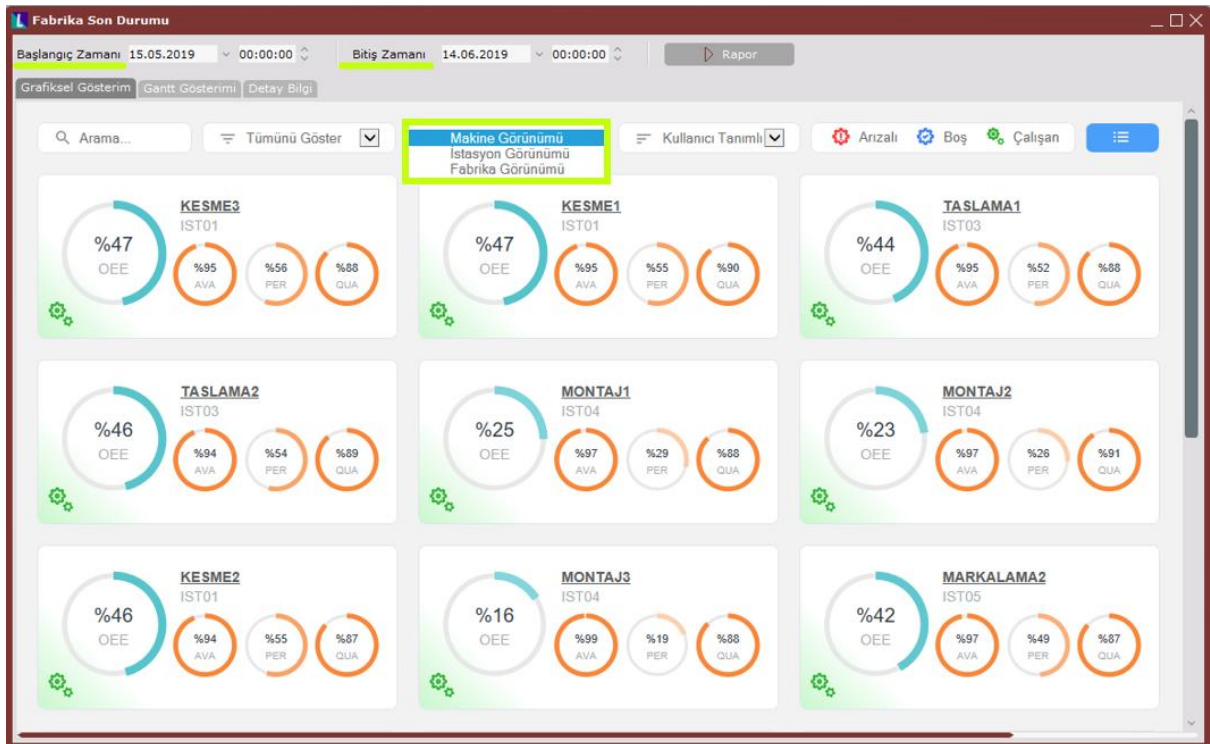 Fabrika Son Durumu
Başlangıç Zamanı 15.05.2019 00:00:00 Bitiş Zamanı 14.06.2019 00:00:00 Rapor
Grafiksel Gösterim Gantt Gösterimi Detay Bilgi
Arama... Tümünü Göster Makine Görünümü Kullanıcı Tanımlı Arızalı Boş Çalışan
İstasyon Görünümü
Fabrika Görünümü
KESME3
IST01
%47
OEE
%95
AVA
%56
PER
%88
QUA
KESME1
IST01
%47
OEE
%95
AVA
%55
PER
%90
QUA
TASLAMA1
IST03
%44
OEE
%95
AVA
%52
PER
%88
QUA
TASLAMA2
IST03
%46
OEE
%94
AVA
%54
PER
%89
QUA
MONTAJ1
IST04
%25
OEE
%97
AVA
%29
PER
%88
QUA
MONTAJ2
IST04
%23
OEE
%97
AVA
%26
PER
%91
QUA
KESME2
IST01
%46
OEE
%94
AVA
%55
PER
%87
QUA
MONTAJ3
IST04
%16
OEE
%99
AVA
%19
PER
%88
QUA
MARKALAMA2
IST05
%42
OEE
%97
AVA
%49
PER
%87
QUA